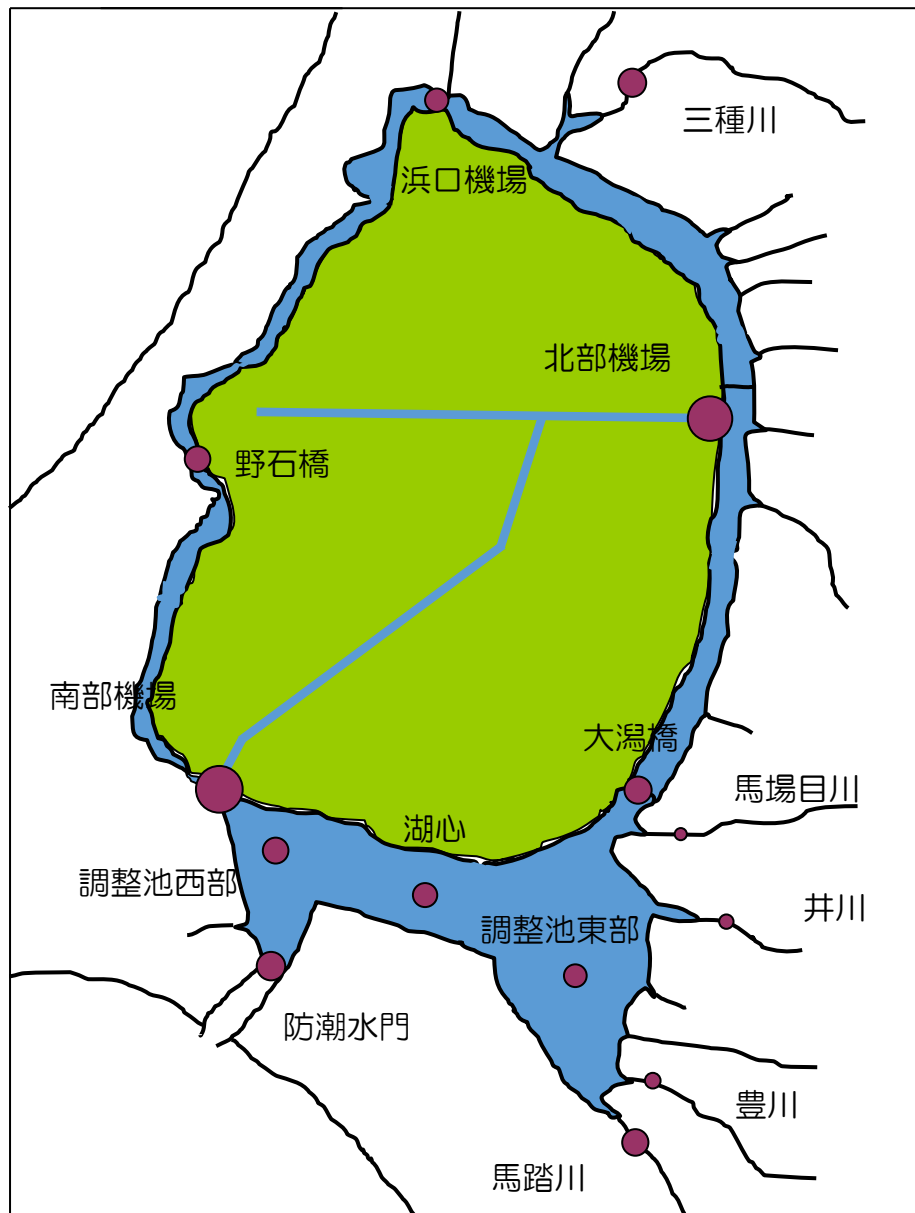 三種川
浜口機場
北部機場
野石橋
南部機場
大潟橋
馬場目川
湖心
調整池西部
井川
調整池東部
防潮水門
豊川
馬踏川